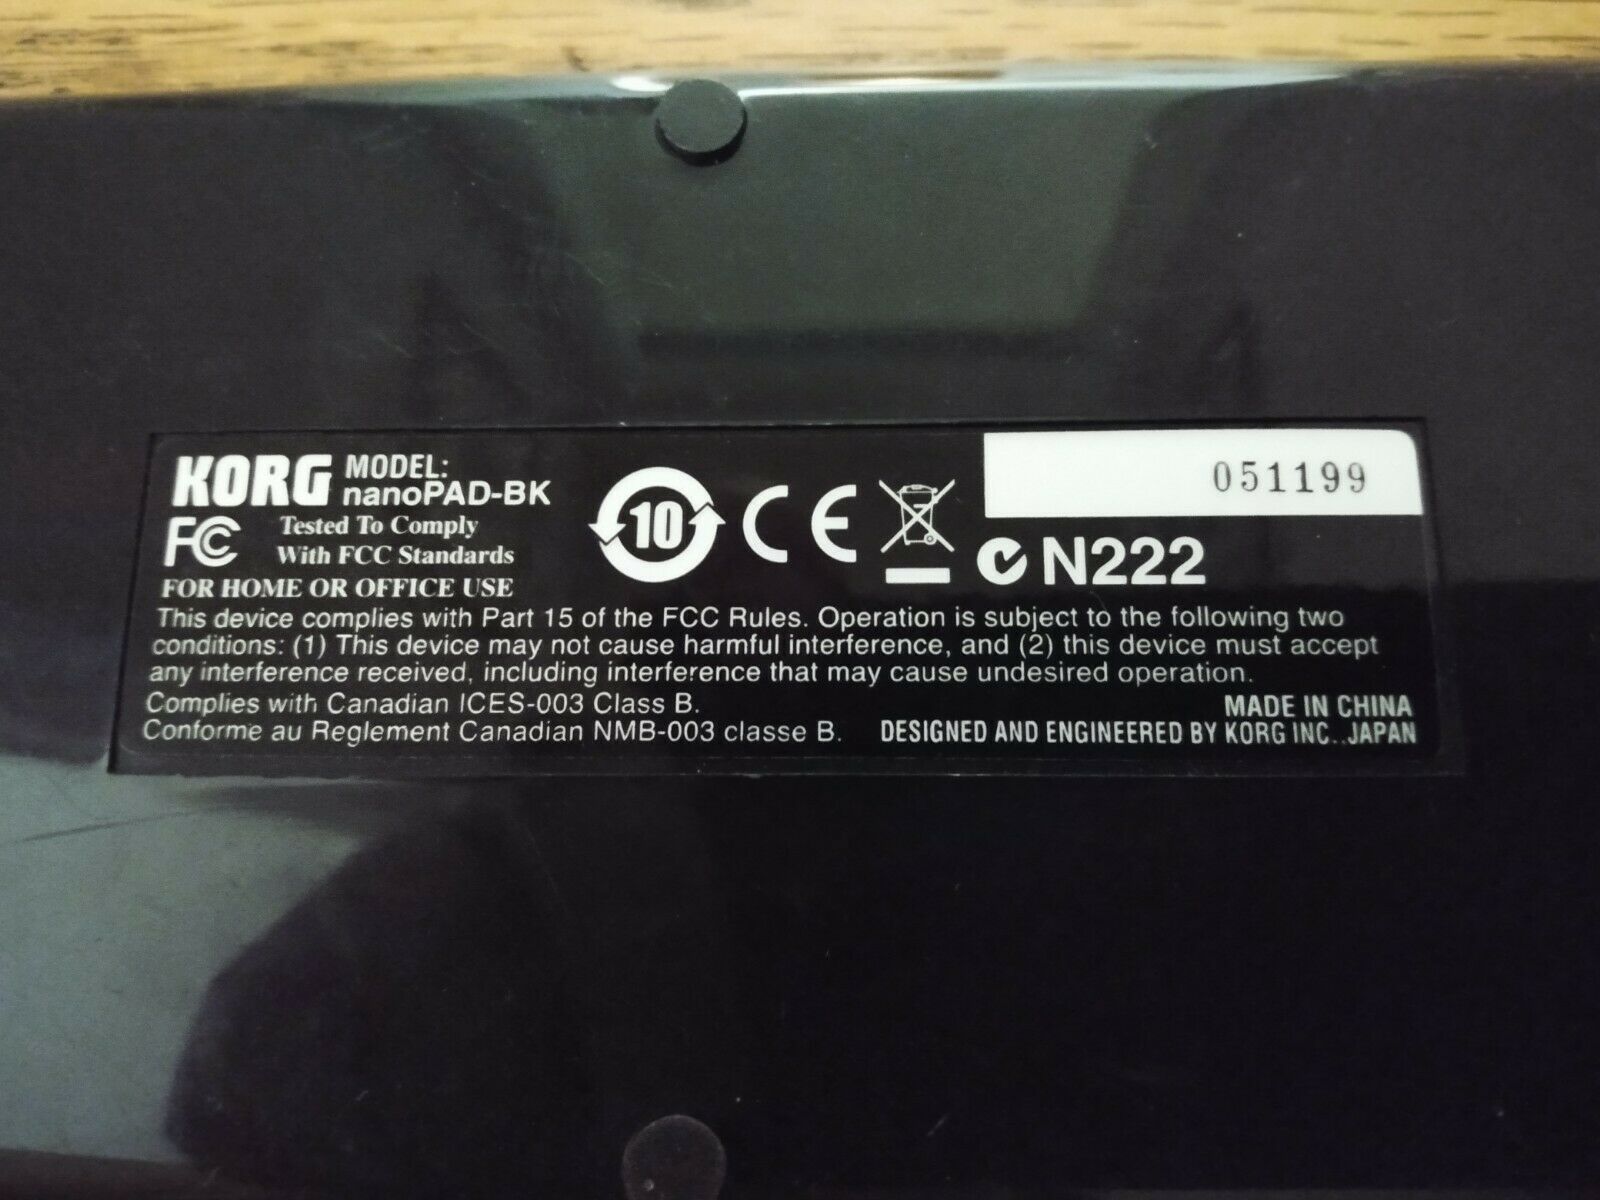 KORG MODEL:
nanoPAD-BK
FC Tested To Comply
With FCC Standards
FOR HOME OR OFFICE USE
10
CE
051199
N222
This device complies with Part 15 of the FCC Rules. Operation is subject to the following two
conditions: (1) This device may not cause harmful interference, and (2) this device must accept
any interference received, including interference that may cause undesired operation.
Complies with Canadian ICES-003 Class B.
Conforme au Reglement Canadien NMB-003 classe B.
MADE IN CHINA
DESIGNED AND ENGINEERED BY KORG INC., JAPAN